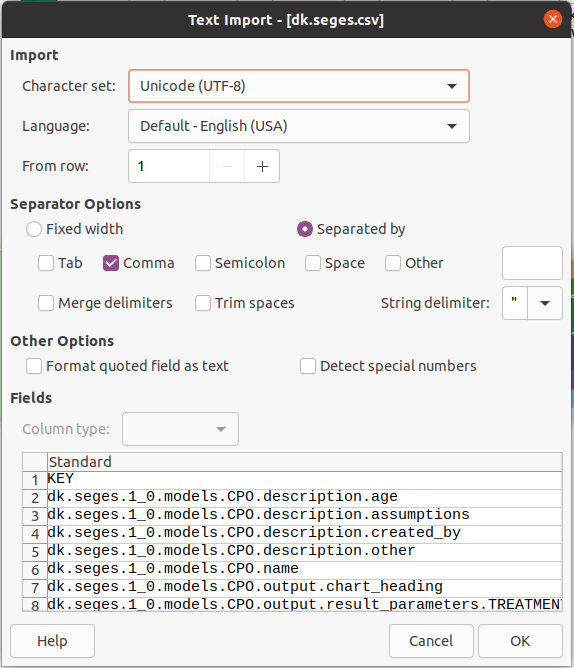 Text Import - [dk.seges.csv]
Import
Character set: Unicode (UTF-8)
Language: Default - English (USA)
From row: 1
Separator Options
Fixed width Separated by
Tab Comma Semicolon Space Other
Merge delimiters Trim spaces String delimiter: "
Other Options
Format quoted field as text Detect special numbers
Fields
Column type:
Standard
1 KEY
2 dk.seges.1_0.models.CPO.description.age
3 dk.seges.1_0.models.CPO.description.assumptions
4 dk.seges.1_0.models.CPO.description.created_by
5 dk.seges.1_0.models.CPO.description.other
6 dk.seges.1_0.models.CPO.name
7 dk.seges.1_0.models.CPO.output.chart_heading
8 dk.seges.1_0.models.CPO.output.result_parameters.TREATMENT
Help Cancel OK